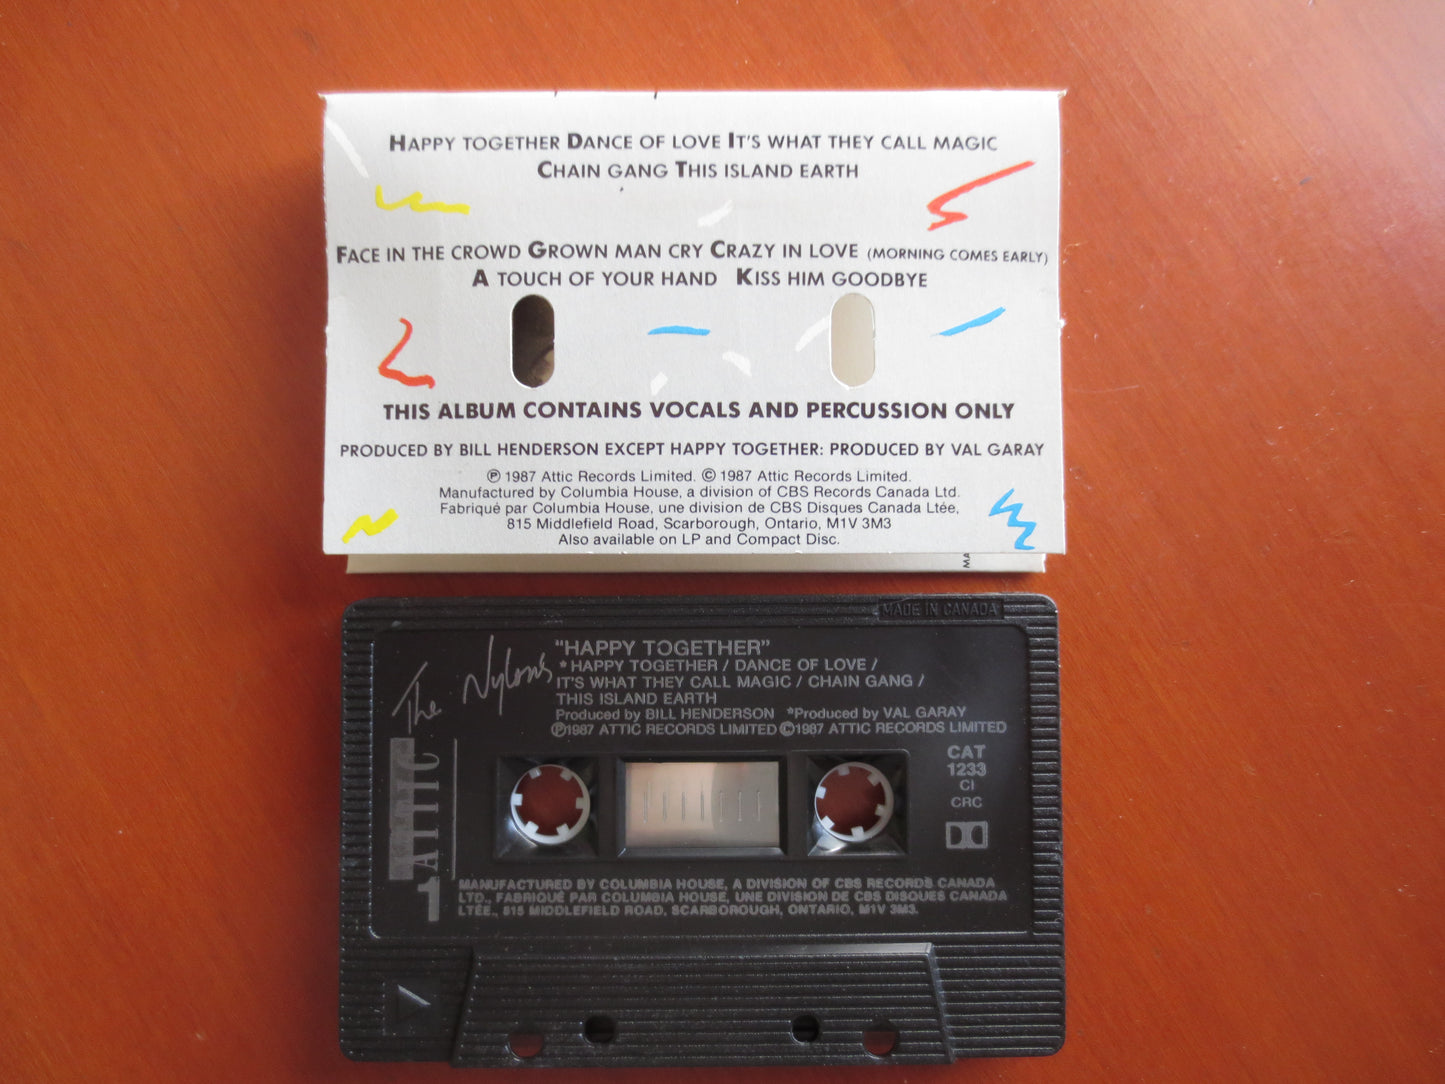 HAPPY TOGETHER DANCE OF LOVE IT'S WHAT THEY CALL MAGIC
CHAIN GANG THIS ISLAND EARTH
FACE IN THE CROWD GROWN MAN CRY CRAZY IN LOVE (MORNING COMES EARLY)
A TOUCH OF YOUR HAND KISS HIM GOODBYE
THIS ALBUM CONTAINS VOCALS AND PERCUSSION ONLY
PRODUCED BY BILL HENDERSON EXCEPT HAPPY TOGETHER: PRODUCED BY VAL GARAY
℗ 1987 Attic Records Limited. © 1987 Attic Records Limited.
Manufactured by Columbia House, a division of CBS Records Canada Ltd.
Fabriqué par Columbia House, une division de CBS Disques Canada Ltée,
815 Middlefield Road, Scarborough, Ontario, M1V 3M3
Also available on LP and Compact Disc.
MA
MADE IN CANADA
The Nylons
"HAPPY TOGETHER"
*HAPPY TOGETHER / DANCE OF LOVE /
IT'S WHAT THEY CALL MAGIC / CHAIN GANG /
THIS ISLAND EARTH
Produced by BILL HENDERSON *Produced by VAL GARAY
℗1987 ATTIC RECORDS LIMITED ©1987 ATTIC RECORDS LIMITED
ATTIC
1
CAT
1233
CI
CRC
MANUFACTURED BY COLUMBIA HOUSE, A DIVISION OF CBS RECORDS CANADA
LTD., FABRIQUÉ PAR COLUMBIA HOUSE, UNE DIVISION DE CBS DISQUES CANADA
LTÉE., 815 MIDDLEFIELD ROAD, SCARBOROUGH, ONTARIO, M1V 3M3.